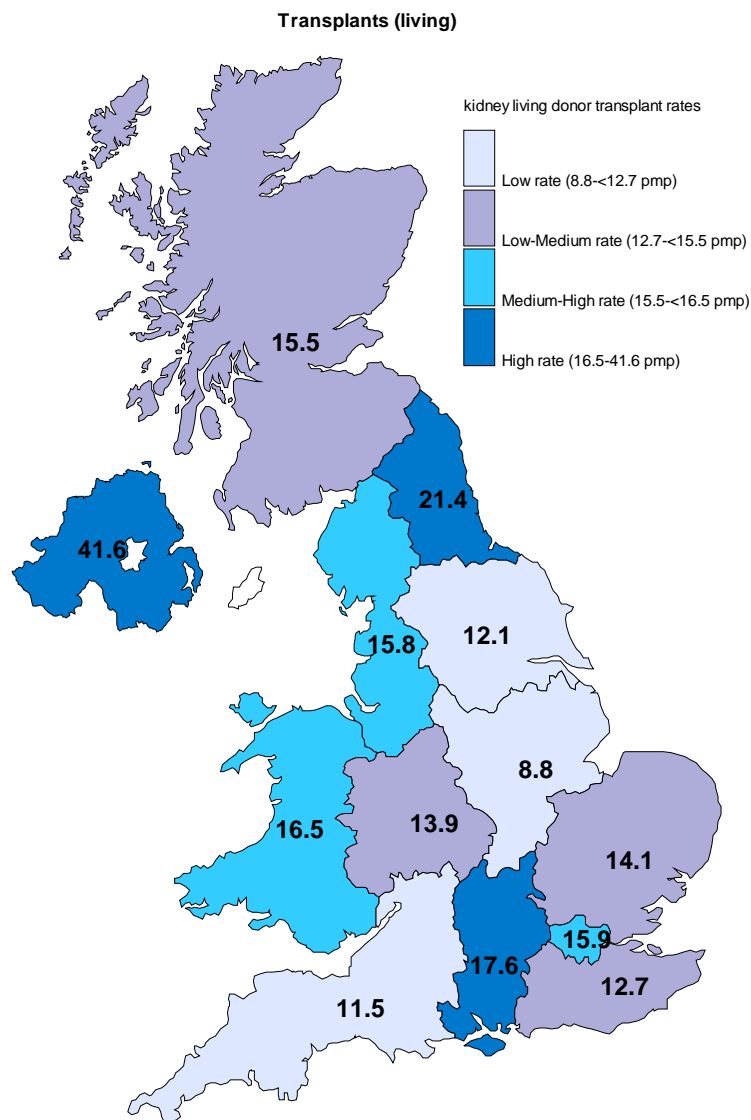 Transplants (living)
kidney living donor transplant rates
Low rate (8.8-<12.7 pmp)
Low-Medium rate (12.7-<15.5 pmp)
Medium-High rate (15.5-<16.5 pmp)
High rate (16.5-41.6 pmp)
15.5
21.4
41.6
12.1
15.8
8.8
13.9
16.5
14.1
15.9
17.6
12.7
11.5